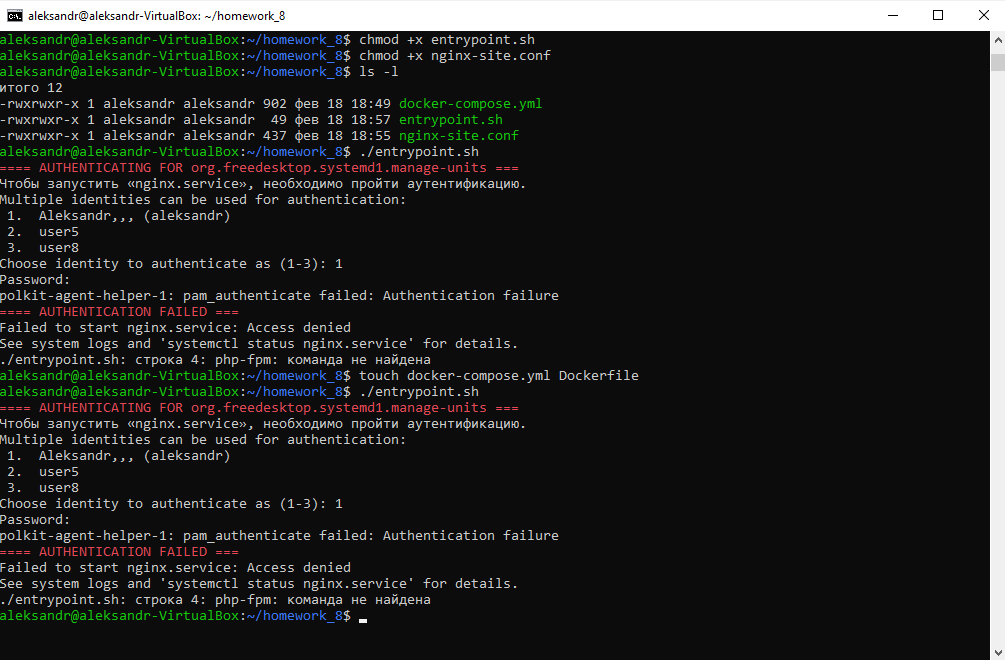 aleksandr@aleksandr-VirtualBox: ~/homework_8
aleksandr@aleksandr-VirtualBox:~/homework_8$ chmod +x entrypoint.sh
aleksandr@aleksandr-VirtualBox:~/homework_8$ chmod +x nginx-site.conf
aleksandr@aleksandr-VirtualBox:~/homework_8$ ls -l
итого 12
-rwxrwxr-x 1 aleksandr aleksandr 902 фев 18 18:49 docker-compose.yml
-rwxrwxr-x 1 aleksandr aleksandr  49 фев 18 18:57 entrypoint.sh
-rwxrwxr-x 1 aleksandr aleksandr 437 фев 18 18:55 nginx-site.conf
aleksandr@aleksandr-VirtualBox:~/homework_8$ ./entrypoint.sh
==== AUTHENTICATING FOR org.freedesktop.systemd1.manage-units ===
Чтобы запустить «nginx.service», необходимо пройти аутентификацию.
Multiple identities can be used for authentication:
 1.  Aleksandr,,, (aleksandr)
 2.  user5
 3.  user8
Choose identity to authenticate as (1-3): 1
Password:
polkit-agent-helper-1: pam_authenticate failed: Authentication failure
==== AUTHENTICATION FAILED ===
Failed to start nginx.service: Access denied
See system logs and 'systemctl status nginx.service' for details.
./entrypoint.sh: строка 4: php-fpm: команда не найдена
aleksandr@aleksandr-VirtualBox:~/homework_8$ touch docker-compose.yml Dockerfile
aleksandr@aleksandr-VirtualBox:~/homework_8$ ./entrypoint.sh
==== AUTHENTICATING FOR org.freedesktop.systemd1.manage-units ===
Чтобы запустить «nginx.service», необходимо пройти аутентификацию.
Multiple identities can be used for authentication:
 1.  Aleksandr,,, (aleksandr)
 2.  user5
 3.  user8
Choose identity to authenticate as (1-3): 1
Password:
polkit-agent-helper-1: pam_authenticate failed: Authentication failure
==== AUTHENTICATION FAILED ===
Failed to start nginx.service: Access denied
See system logs and 'systemctl status nginx.service' for details.
./entrypoint.sh: строка 4: php-fpm: команда не найдена
aleksandr@aleksandr-VirtualBox:~/homework_8$